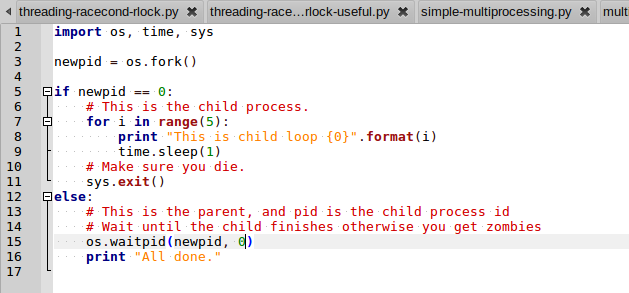 threading-racecond-rlock.py threading-race...rlock-useful.py simple-multiprocessing.py multi
1 import os, time, sys
2
3 newpid = os.fork()
4
5 if newpid == 0:
6 # This is the child process.
7 for i in range(5):
8 print "This is child loop {0}".format(i)
9 time.sleep(1)
10 # Make sure you die.
11 sys.exit()
12 else:
13 # This is the parent, and pid is the child process id
14 # Wait until the child finishes otherwise you get zombies
15 os.waitpid(newpid, 0)
16 print "All done."
17